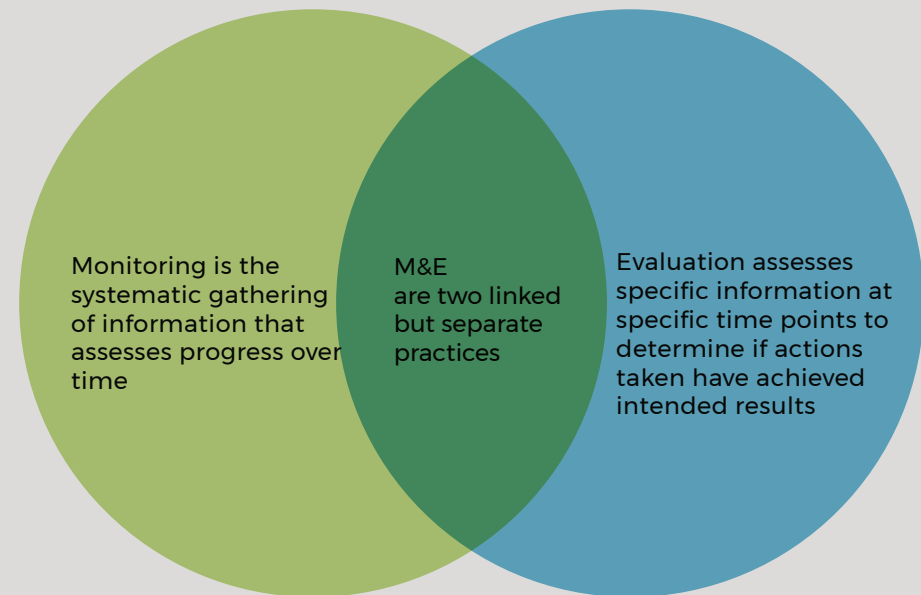 Monitoring is the
systematic gathering
of information that
assesses progress over
time
M&E
are two linked
but separate
practices
Evaluation assesses
specific information at
specific time points to
determine if actions
taken have achieved
intended results